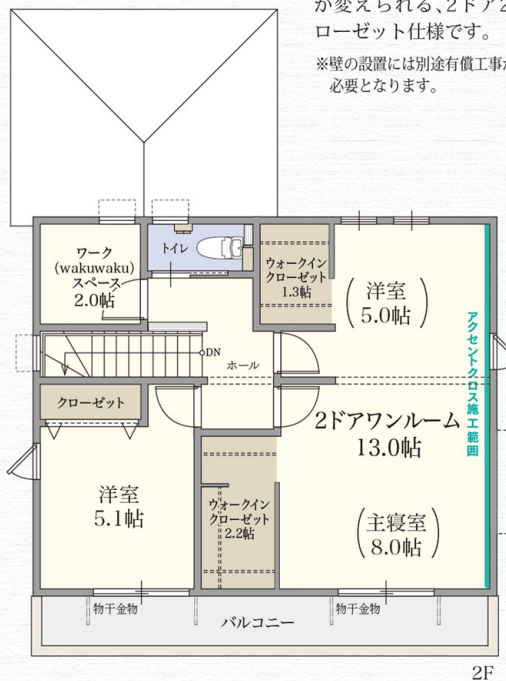 が変えられる、2ドア2
ローゼット仕様です。
※壁の設置には別途有償工事が
必要となります。
ワーク
(wakuwaku)
スペース
2.0帖
トイレ
ウォークイン
クローゼット
1.3帖
洋室
5.0帖
アクセントクロス施工範囲
DN
ホール
クローゼット
2ドアワンルーム
13.0帖
洋室
5.1帖
ウォークイン
クローゼット
2.2帖
主寝室
8.0帖
物干金物
物干金物
バルコニー
2F